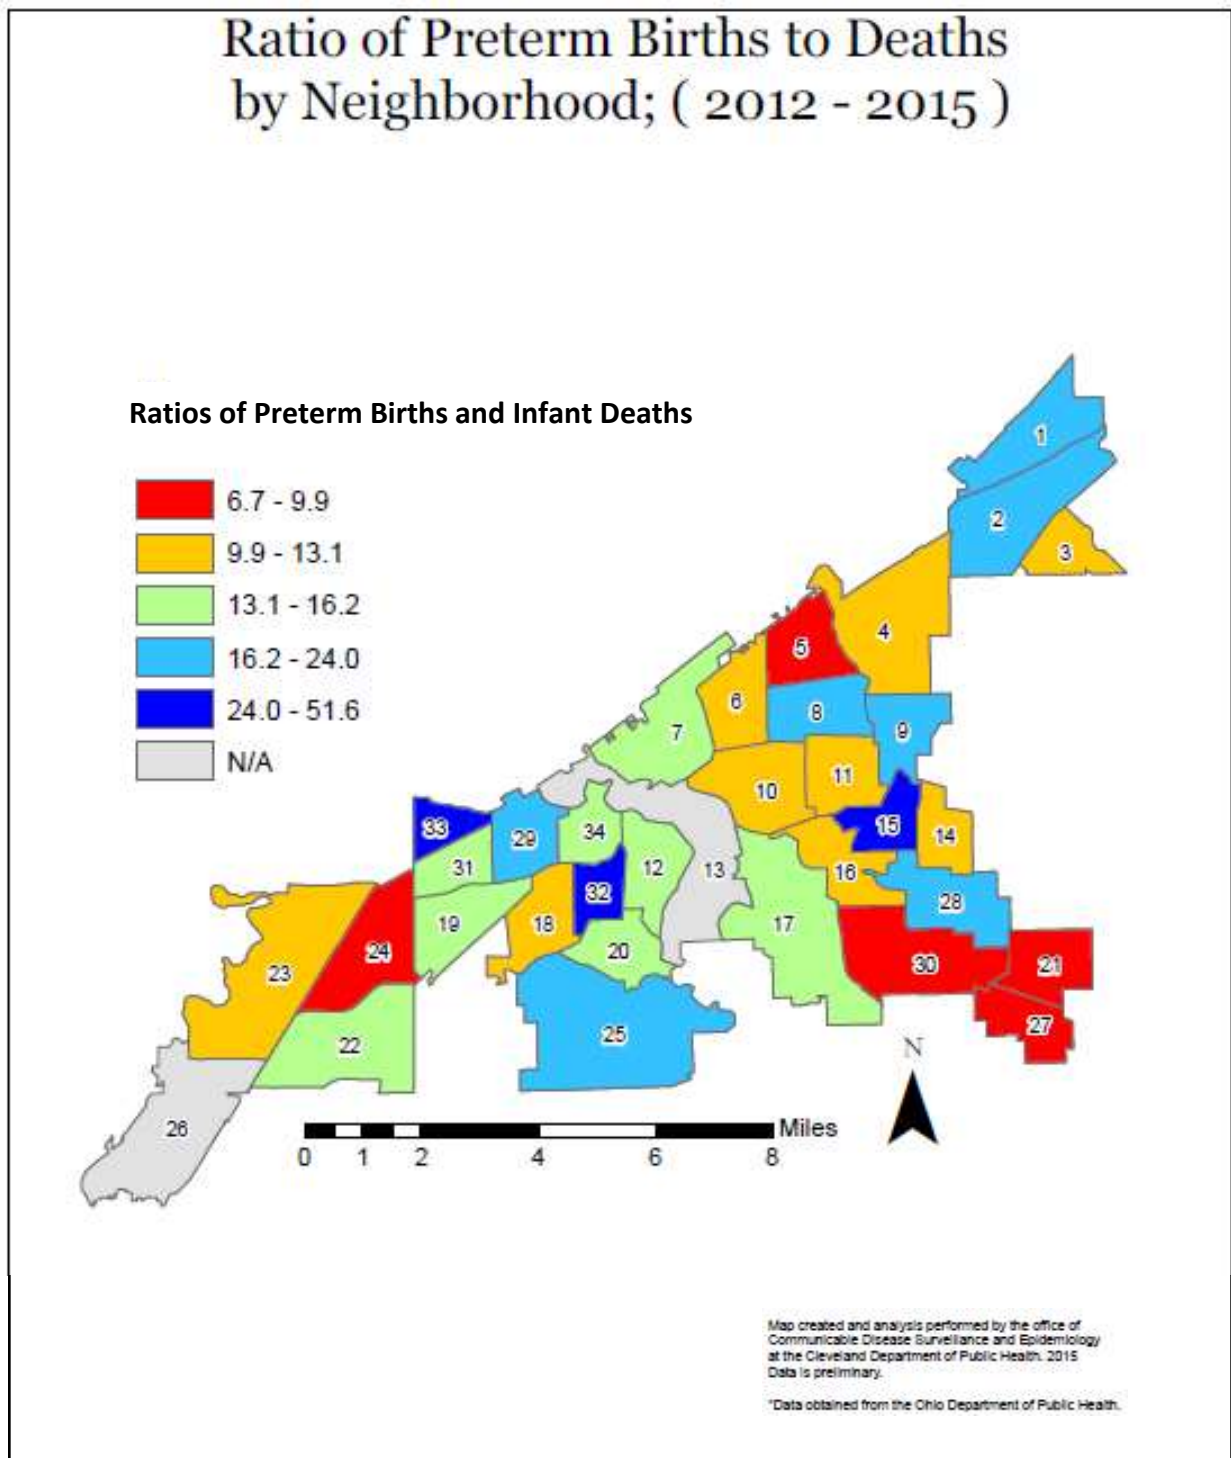 Ratio of Preterm Births to Deaths
by Neighborhood; ( 2012 - 2015 )
Ratios of Preterm Births and Infant Deaths
6.7 - 9.9
9.9 - 13.1
13.1 - 16.2
16.2 - 24.0
24.0 - 51.6
N/A
1
2
3
4
5
6
7
8
9
10
11
33
29
34
15
14
31
12
13
16
32
28
19
18
17
24
20
30
21
23
25
27
22
26
N
Miles
0 1 2 4 6 8
Map created and analysis performed by the office of
Communicable Disease Surveillance and Epidemiology
at the Cleveland Department of Public Health. 2015
Data is preliminary.
*Data obtained from the Ohio Department of Public Health.